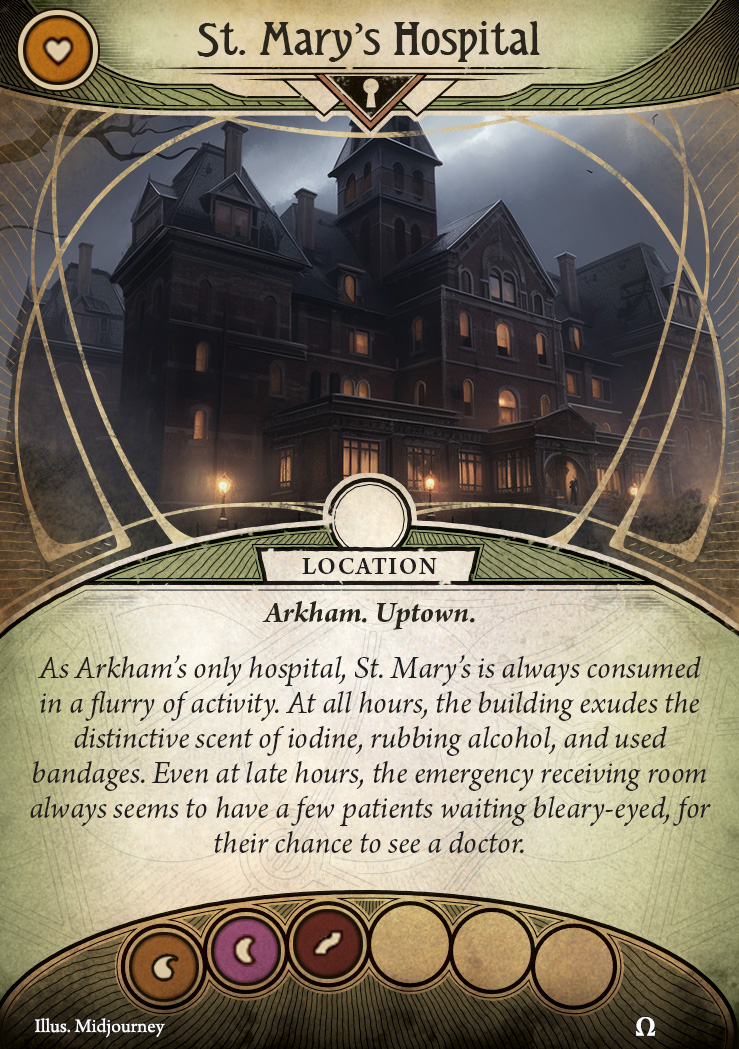 St. Mary's Hospital
LOCATION
Arkham. Uptown.
As Arkham's only hospital, St. Mary's is always consumed
in a flurry of activity. At all hours, the building exudes the
distinctive scent of iodine, rubbing alcohol, and used
bandages. Even at late hours, the emergency receiving room
always seems to have a few patients waiting bleary-eyed, for
their chance to see a doctor.
Illus. Midjourney
Ω